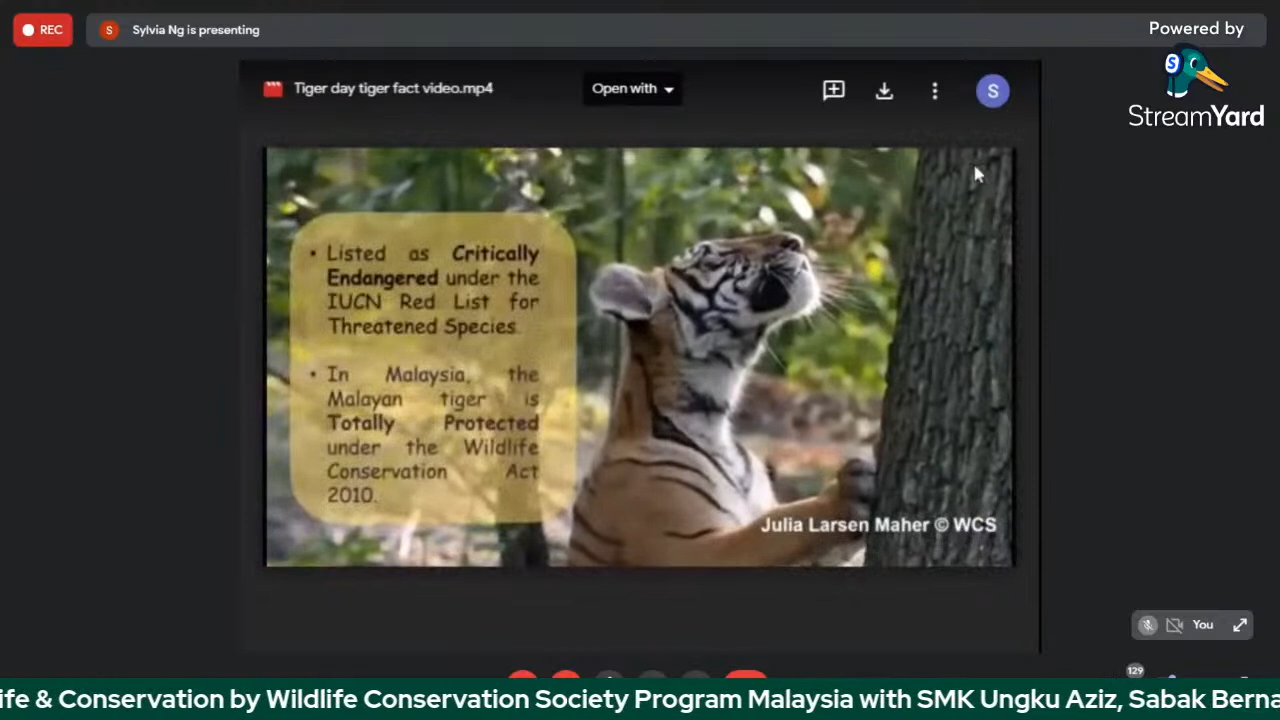 REC
S
Sylvia Ng is presenting
Powered by
S
StreamYard
Tiger day tiger fact video.mp4
Open with
S
• Listed as Critically
Endangered under the
IUCN Red List for
Threatened Species.
• In Malaysia, the
Malayan tiger is
Totally Protected
under the Wildlife
Conservation Act
2010.
Julia Larsen Maher © WCS
You
129
ife & Conservation by Wildlife Conservation Society Program Malaysia with SMK Ungku Aziz, Sabak Berna